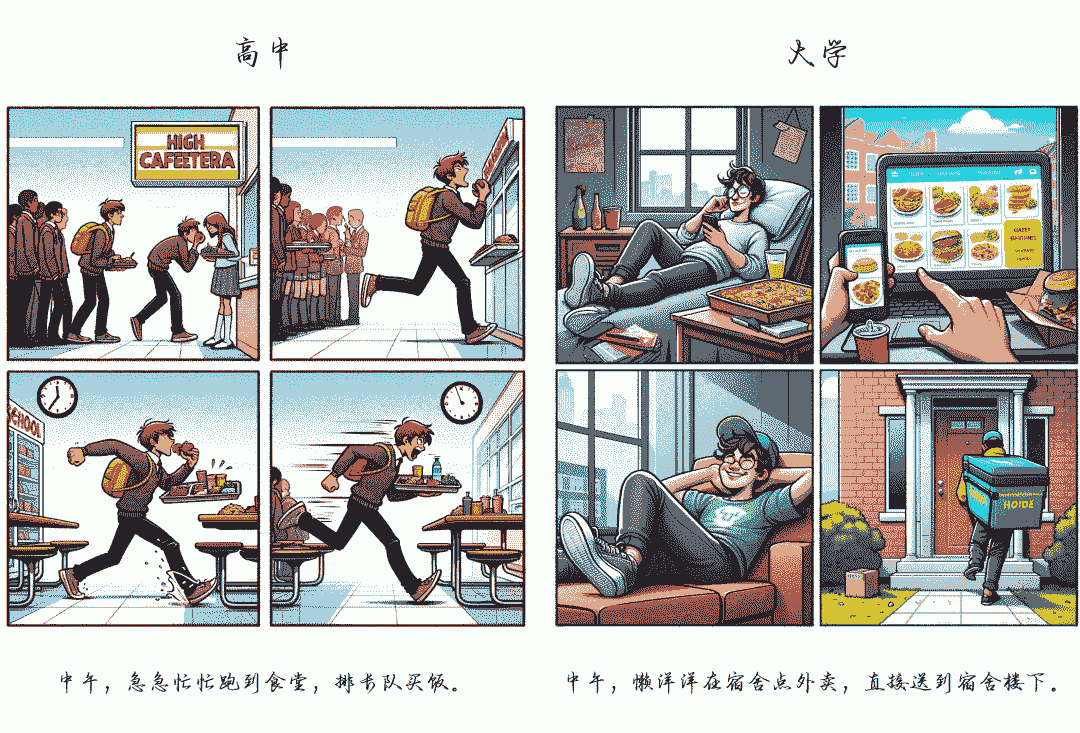 高中
大学
HIGH
CAFEETERA
SCHOOL
中午，急急忙忙跑到食堂，排长队买饭。
中午，懒洋洋在宿舍点外卖，直接送到宿舍楼下。